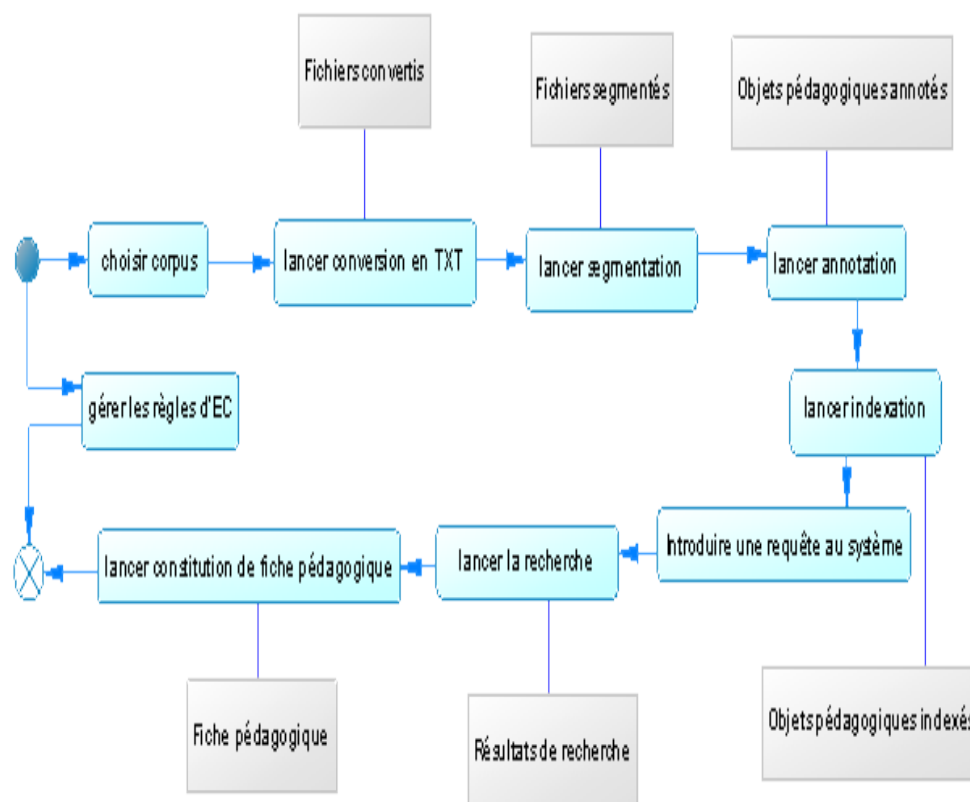 Fichiers convertis
Fichiers segmentés
Objets pédagogiques annotés
choisir corpus
lancer conversion en TXT
lancer segmentation
lancer annotation
gérer les règles d'EC
lancer indexation
lancer constitution de fiche pédagogique
lancer la recherche
Introduire une requête au système
Fiche pédagogique
Résultats de recherche
Objets pédagogiques indexés